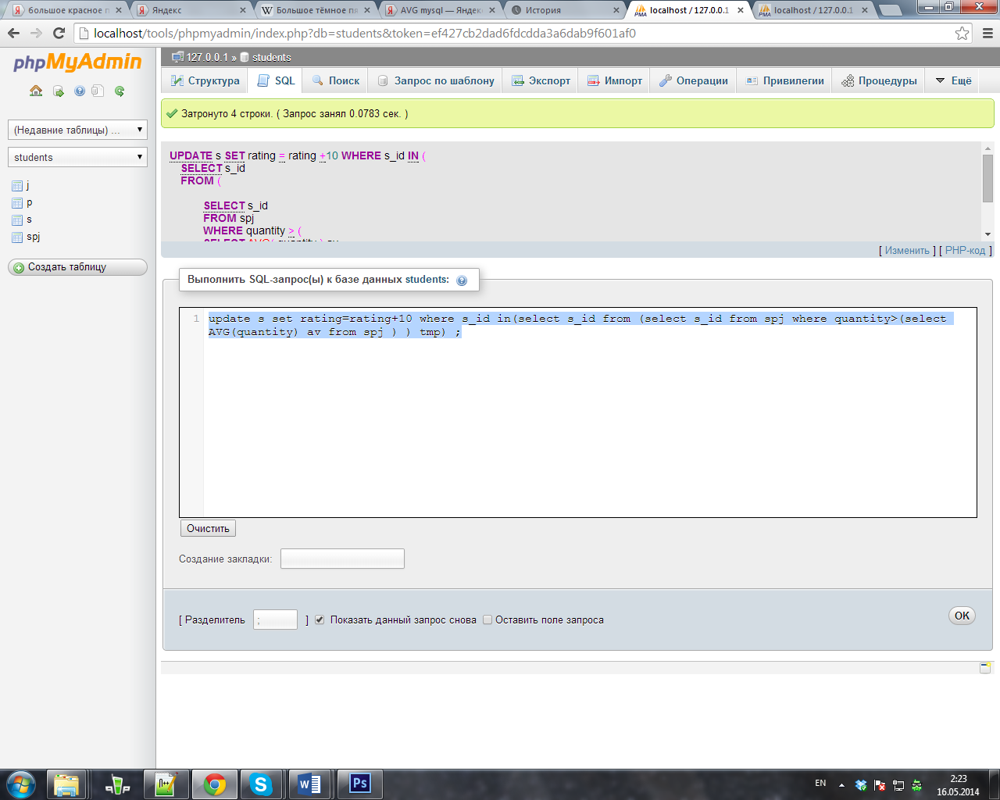 большое красное п
Яндекс
Большое тёмное пя
AVG mysql — Яндек
История
localhost / 127.0.0.1
localhost / 127.0.0.1
localhost/tools/phpmyadmin/index.php?db=students&token=ef427cb2dad6fdcdda3a6dab9f601af0
phpMyAdmin
(Недавние таблицы) ...
students
j
p
s
spj
Создать таблицу
127.0.0.1 » students
Структура SQL Поиск Запрос по шаблону Экспорт Импорт Операции Привилегии Процедуры Ещё
Затронуто 4 строки. ( Запрос занял 0.0783 сек. )
UPDATE s SET rating = rating +10 WHERE s_id IN (
SELECT s_id
FROM (
SELECT s_id
FROM spj
WHERE quantity > (
SELECT AVG( quantity ) av
[ Изменить ] [ PHP-код ]
Выполнить SQL-запрос(ы) к базе данных students:
1 update s set rating=rating+10 where s_id in(select s_id from (select s_id from spj where quantity>(select
AVG(quantity) av from spj ) ) tmp) ;
Очистить
Создание закладки:
[ Разделитель ; ] Показать данный запрос снова Оставить поле запроса
OK
EN
2:23
16.05.2014